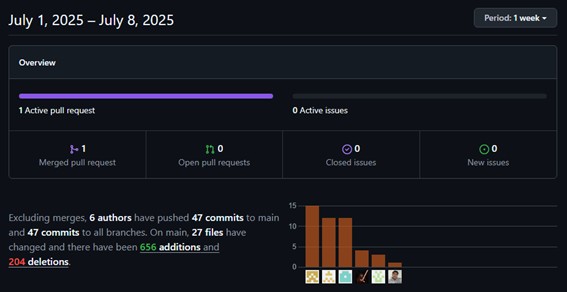 July 1, 2025 – July 8, 2025
Period: 1 week
Overview
1 Active pull request
0 Active issues
1
Merged pull request
0
Open pull requests
0
Closed issues
0
New issues
Excluding merges, 6 authors have pushed 47 commits to main
and 47 commits to all branches. On main, 27 files have
changed and there have been 656 additions and
204 deletions.
15
10
5
0